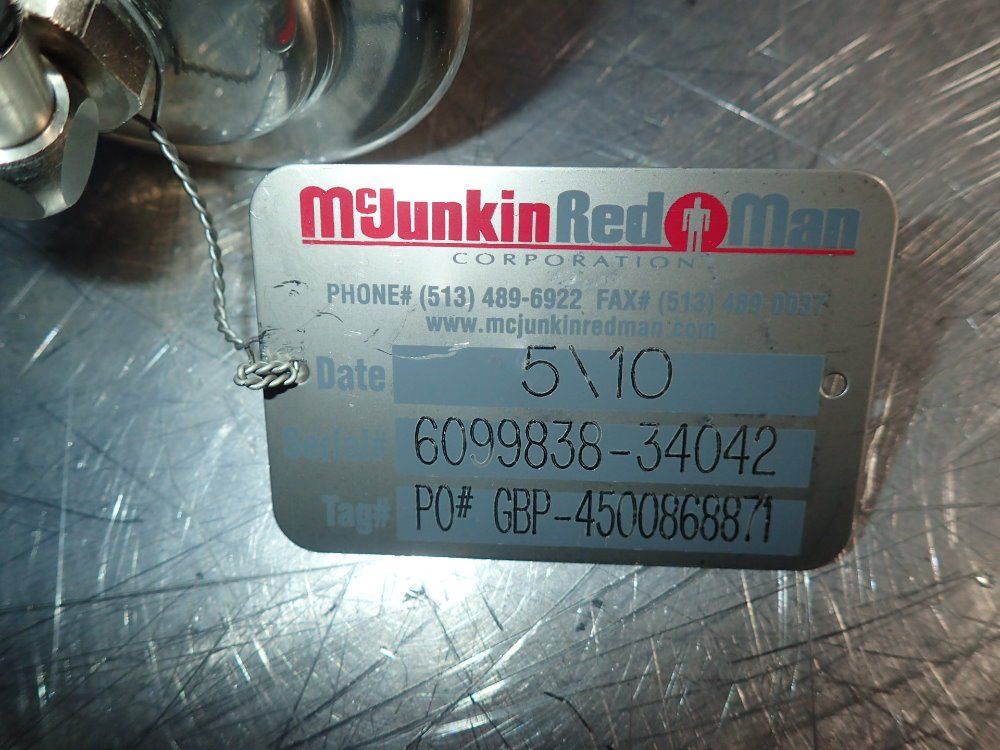 McJunkin Red Man
CORPORATION
PHONE# (513) 489-6922 FAX# (513) 489-0037
www.mcjunkinredman.com
Date 5\10
Serial# 6099838-34042
Tag# PO# GBP-4500868871